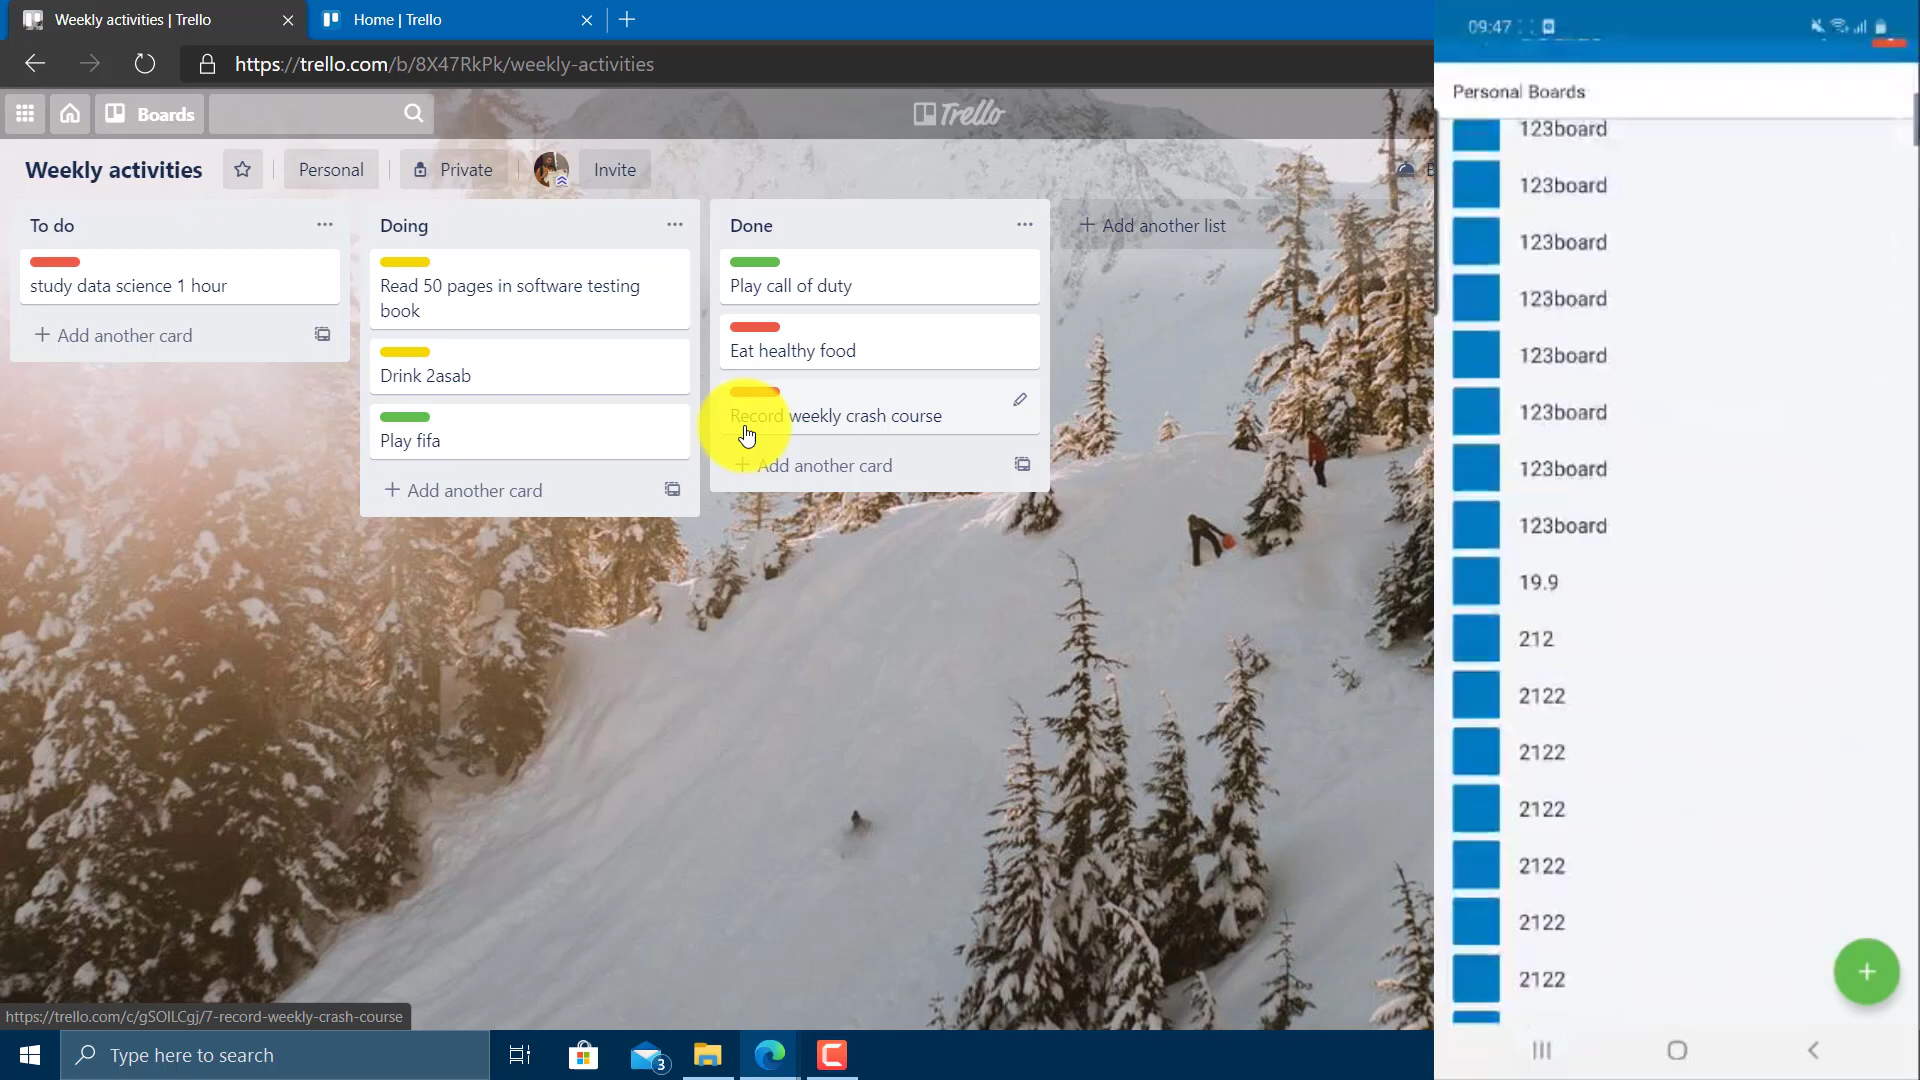 Weekly activities | Trello
Home | Trello
https://trello.com/b/8X47RkPk/weekly-activities
Boards
Trello
Weekly activities
Personal
Private
Invite
To do
study data science 1 hour
+ Add another card
Doing
Read 50 pages in software testing
book
Drink 2asab
Play fifa
+ Add another card
Done
Play call of duty
Eat healthy food
Record weekly crash course
+ Add another card
+ Add another list
https://trello.com/c/gSOILCgj/7-record-weekly-crash-course
Type here to search
3
09:47
Personal Boards
123board
123board
123board
123board
123board
123board
123board
123board
19.9
212
2122
2122
2122
2122
2122
2122